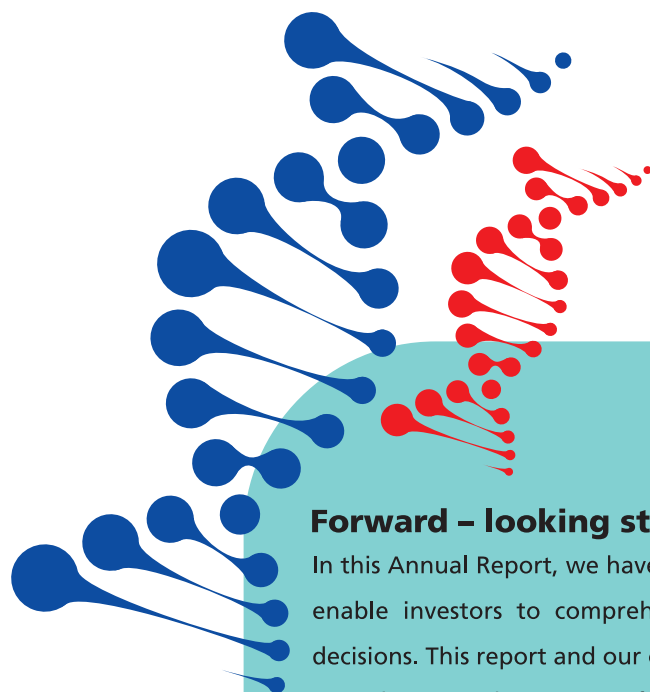 Forward – looking st
In this Annual Report, we have
enable investors to compreh
decisions. This report and our